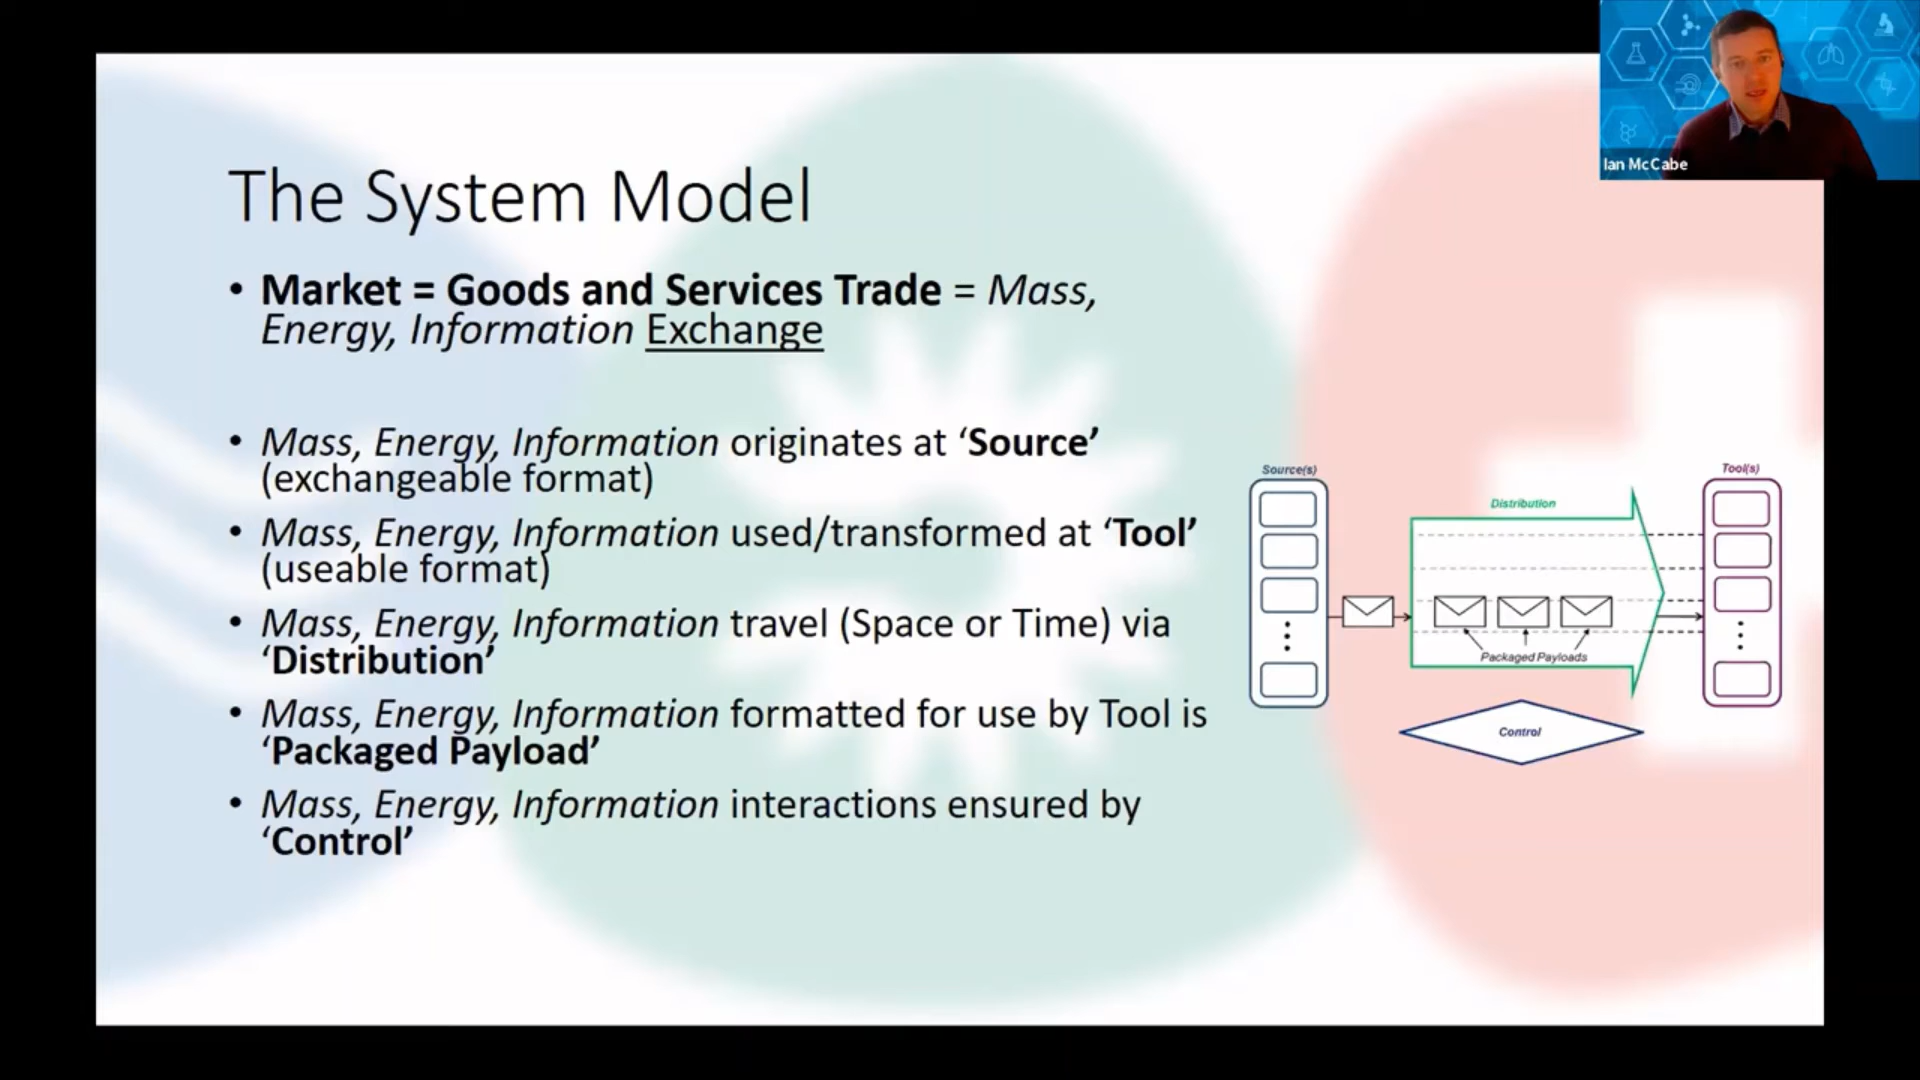 Ian McCabe
The System Model
• Market = Goods and Services Trade = Mass,
Energy, Information Exchange
• Mass, Energy, Information originates at ‘Source’
(exchangeable format)
• Mass, Energy, Information used/transformed at ‘Tool’
(useable format)
• Mass, Energy, Information travel (Space or Time) via
‘Distribution’
• Mass, Energy, Information formatted for use by Tool is
‘Packaged Payload’
• Mass, Energy, Information interactions ensured by
‘Control’
Source(s)
Distribution
Tool(s)
Packaged Payloads
Control